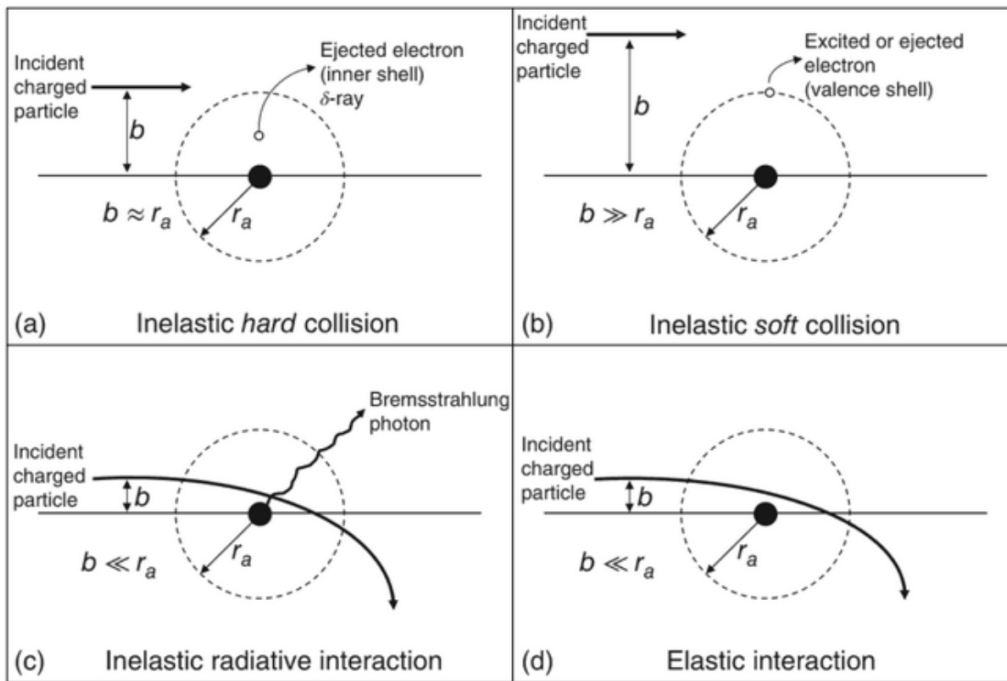 Incident
charged
particle
b
Ejected electron
(inner shell)
δ-ray
b ≈ rₐ
rₐ
(a) Inelastic hard collision
Incident
charged
particle
b
Excited or ejected
electron
(valence shell)
b ≫ rₐ
rₐ
(b) Inelastic soft collision
Incident
charged
particle
b
Bremsstrahlung
photon
b ≪ rₐ
rₐ
(c) Inelastic radiative interaction
Incident
charged
particle
b
b ≪ rₐ
rₐ
(d) Elastic interaction